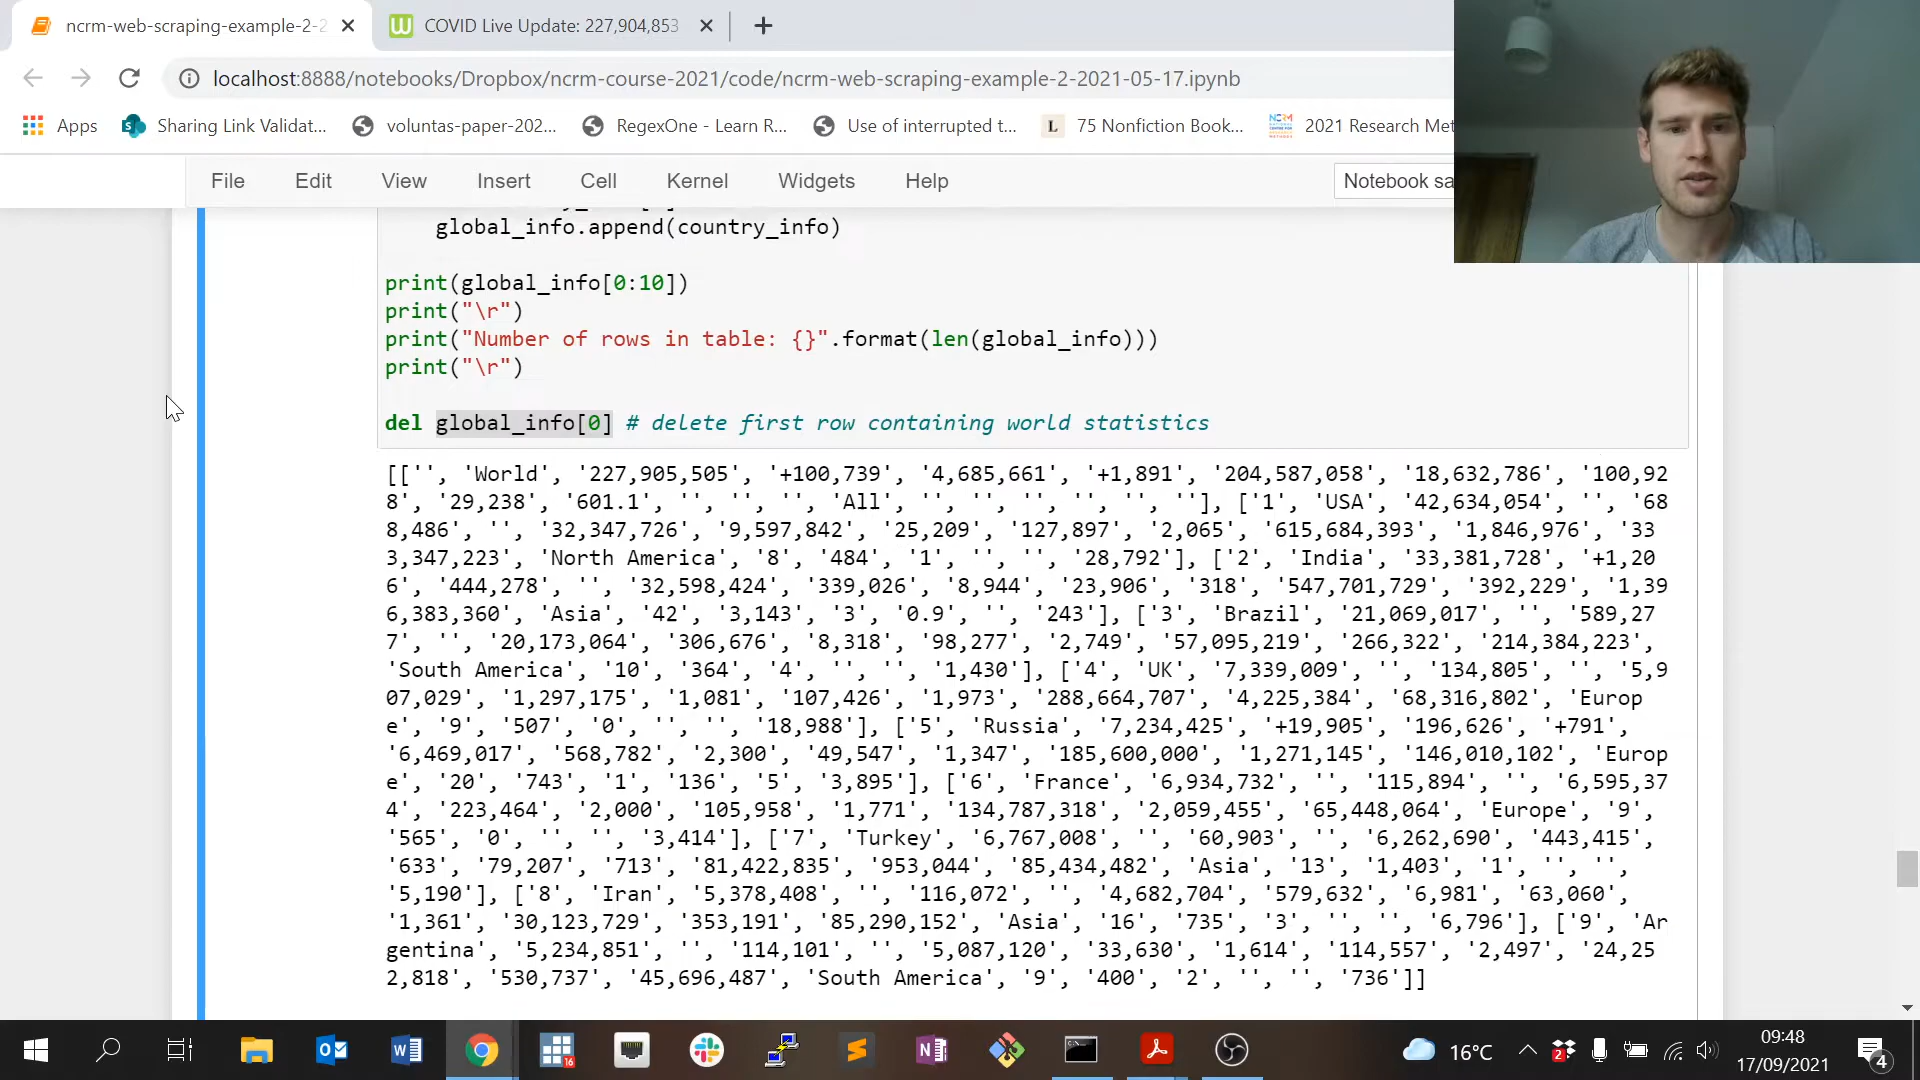 ncrm-web-scraping-example-2-2
COVID Live Update: 227,904,853
localhost:8888/notebooks/Dropbox/ncrm-course-2021/code/ncrm-web-scraping-example-2-2021-05-17.ipynb
Apps Sharing Link Validat... voluntas-paper-202... RegexOne - Learn R... Use of interrupted t... L 75 Nonfiction Book... NCRM 2021 Research Met
File Edit View Insert Cell Kernel Widgets Help Notebook sa
global_info.append(country_info)
print(global_info[0:10])
print("\r")
print("Number of rows in table: {}".format(len(global_info)))
print("\r")
del global_info[0] # delete first row containing world statistics
[['', 'World', '227,905,505', '+100,739', '4,685,661', '+1,891', '204,587,058', '18,632,786', '100,92
8', '29,238', '601.1', '', '', '', 'All', '', '', '', '', '', ''], ['1', 'USA', '42,634,054', '', '68
8,486', '', '32,347,726', '9,597,842', '25,209', '127,897', '2,065', '615,684,393', '1,846,976', '33
3,347,223', 'North America', '8', '484', '1', '', '', '28,792'], ['2', 'India', '33,381,728', '+1,20
6', '444,278', '', '32,598,424', '339,026', '8,944', '23,906', '318', '547,701,729', '392,229', '1,39
6,383,360', 'Asia', '42', '3,143', '3', '0.9', '', '243'], ['3', 'Brazil', '21,069,017', '', '589,27
7', '', '20,173,064', '306,676', '8,318', '98,277', '2,749', '57,095,219', '266,322', '214,384,223',
'South America', '10', '364', '4', '', '', '1,430'], ['4', 'UK', '7,339,009', '', '134,805', '', '5,9
07,029', '1,297,175', '1,081', '107,426', '1,973', '288,664,707', '4,225,384', '68,316,802', 'Europ
e', '9', '507', '0', '', '', '18,988'], ['5', 'Russia', '7,234,425', '+19,905', '196,626', '+791',
'6,469,017', '568,782', '2,300', '49,547', '1,347', '185,600,000', '1,271,145', '146,010,102', 'Europ
e', '20', '743', '1', '136', '5', '3,895'], ['6', 'France', '6,934,732', '', '115,894', '', '6,595,37
4', '223,464', '2,000', '105,958', '1,771', '134,787,318', '2,059,455', '65,448,064', 'Europe', '9',
'565', '0', '', '', '3,414'], ['7', 'Turkey', '6,767,008', '', '60,903', '', '6,262,690', '443,415',
'633', '79,207', '713', '81,422,835', '953,044', '85,434,482', 'Asia', '13', '1,403', '1', '', '',
'5,190'], ['8', 'Iran', '5,378,408', '', '116,072', '', '4,682,704', '579,632', '6,981', '63,060',
'1,361', '30,123,729', '353,191', '85,290,152', 'Asia', '16', '735', '3', '', '', '6,796'], ['9', 'Ar
gentina', '5,234,851', '', '114,101', '', '5,087,120', '33,630', '1,614', '114,557', '2,497', '24,25
2,818', '530,737', '45,696,487', 'South America', '9', '400', '2', '', '', '736']]
16°C
09:48
17/09/2021
4